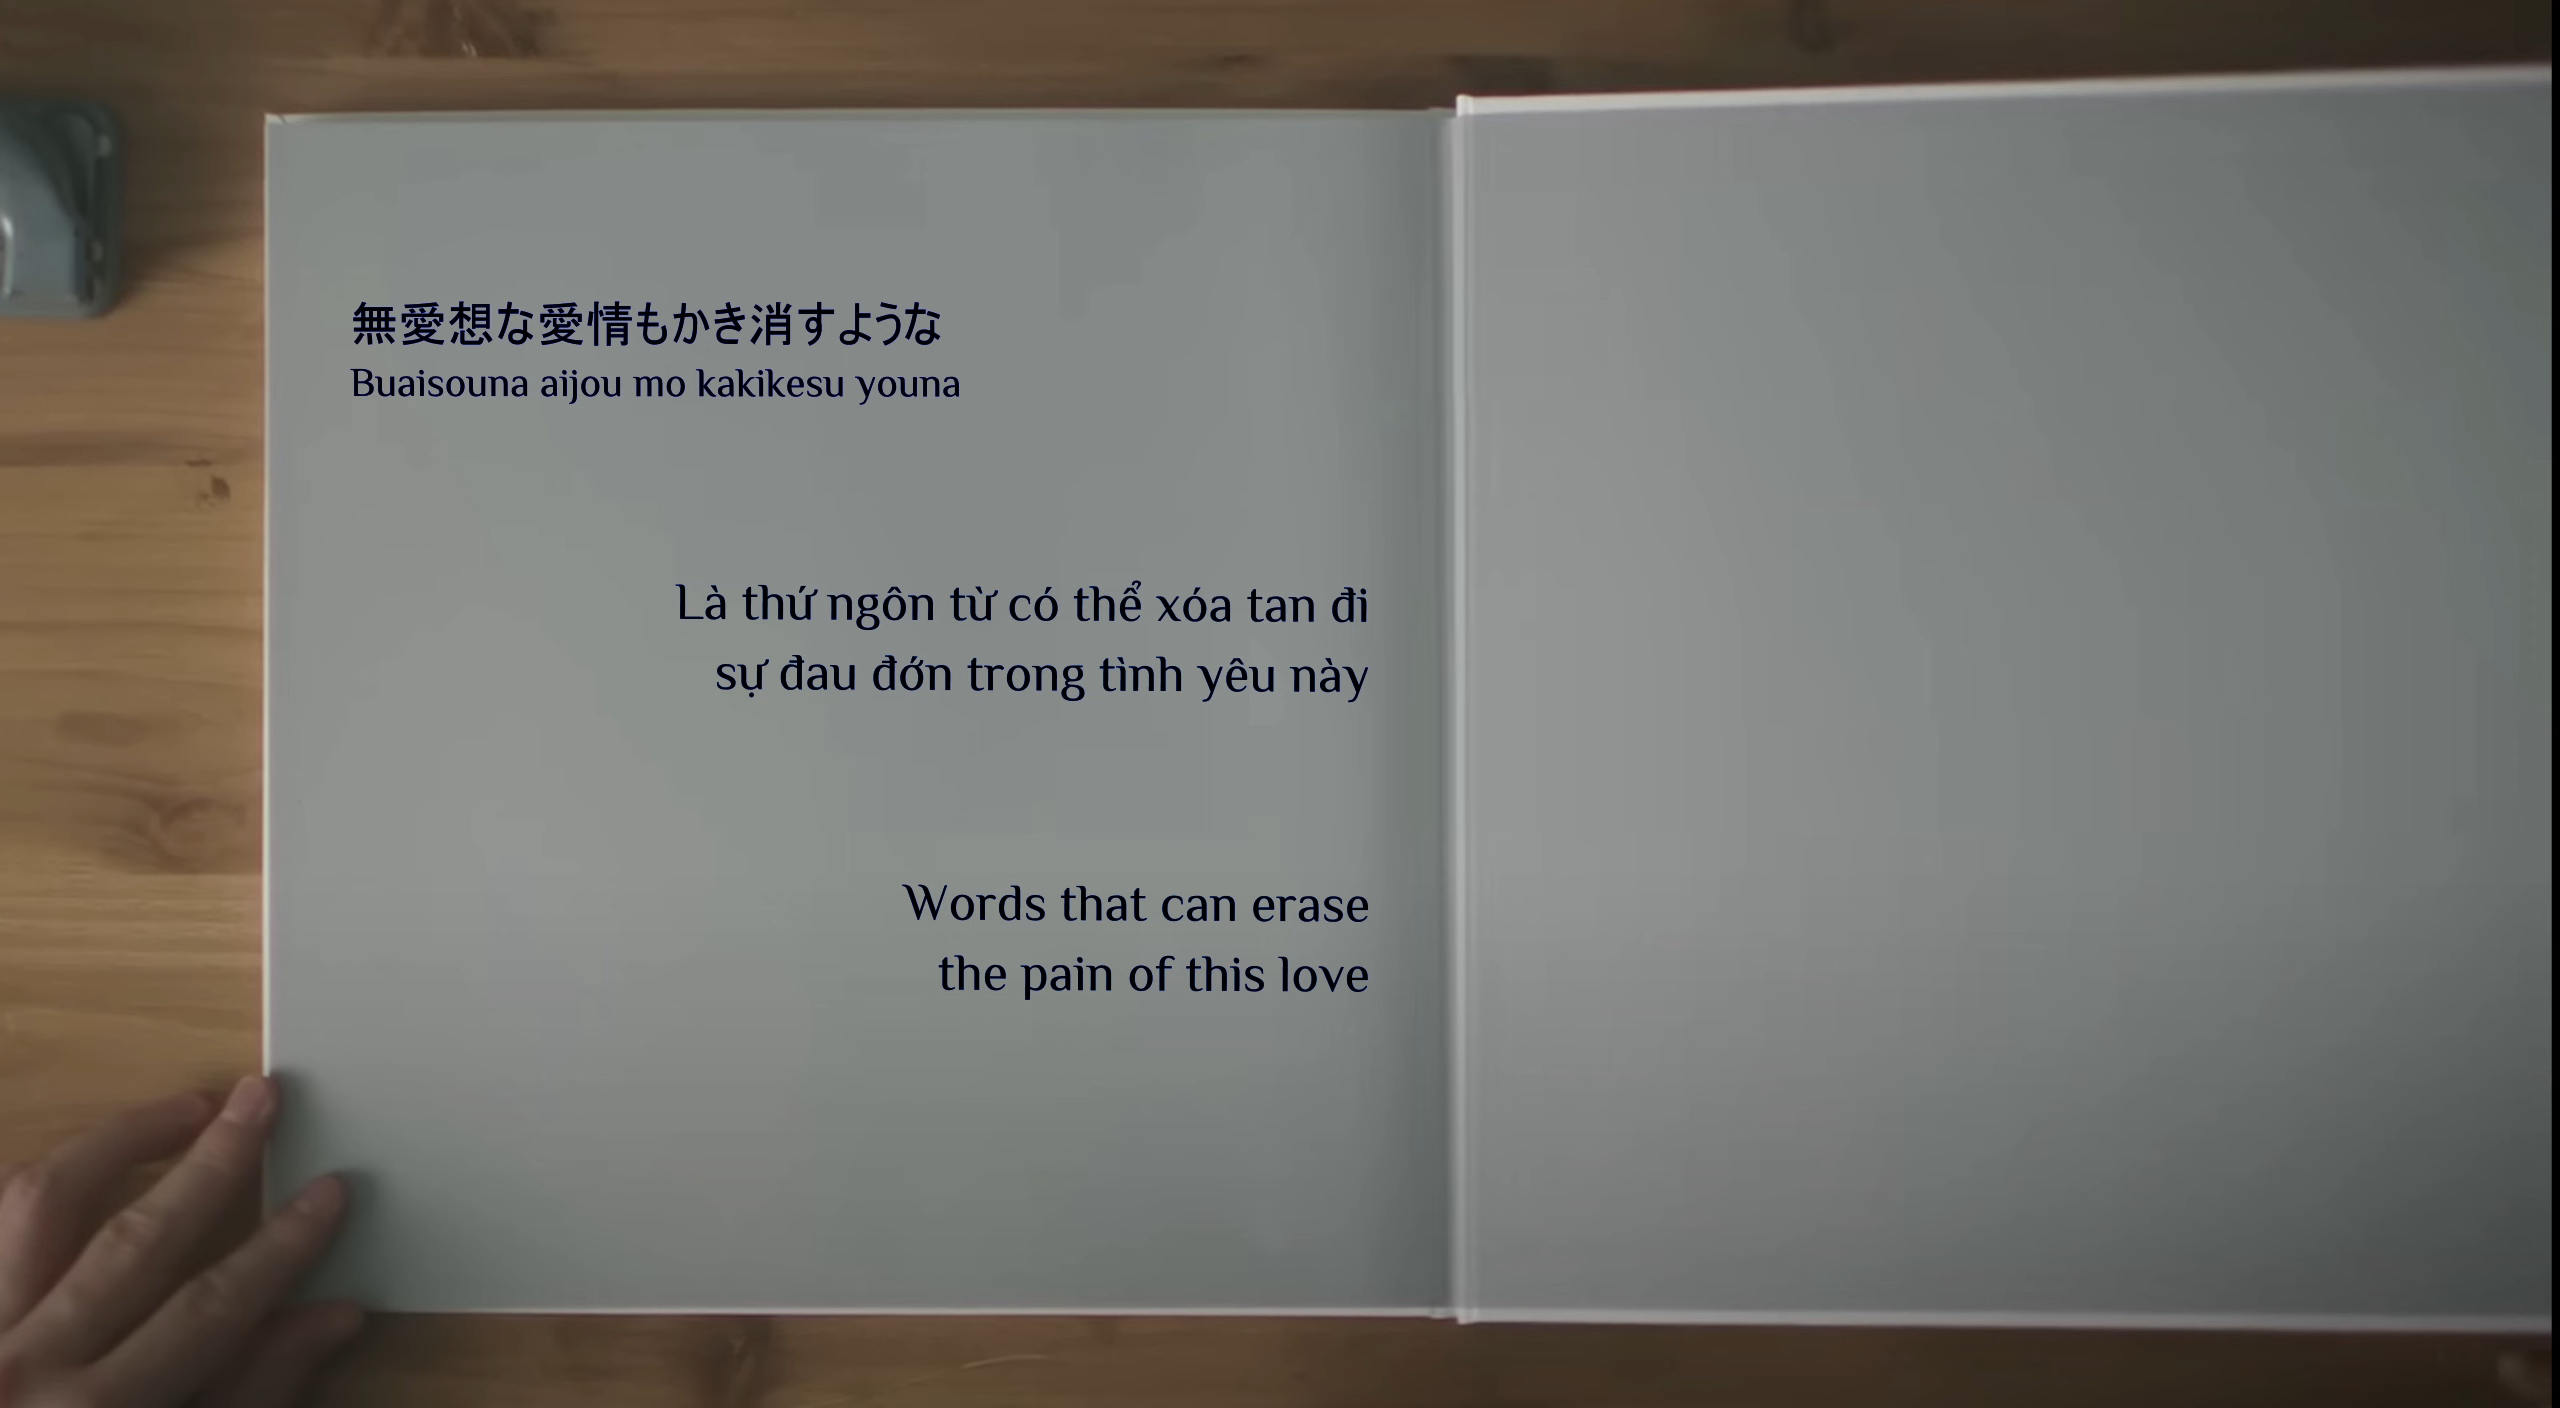 無愛想な愛情もかき消すような
Buaisouna aijou mo kakikesu youna
Là thứ ngôn từ có thể xóa tan đi
sự đau đớn trong tình yêu này
Words that can erase
the pain of this love